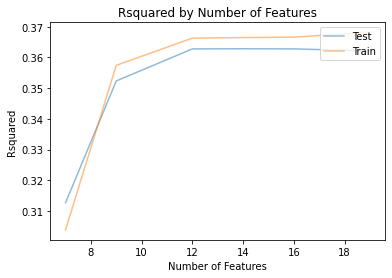 Rsquared by Number of Features
Test
Train
Rsquared
0.37
0.36
0.35
0.34
0.33
0.32
0.31
8
10
12
14
16
18
Number of Features